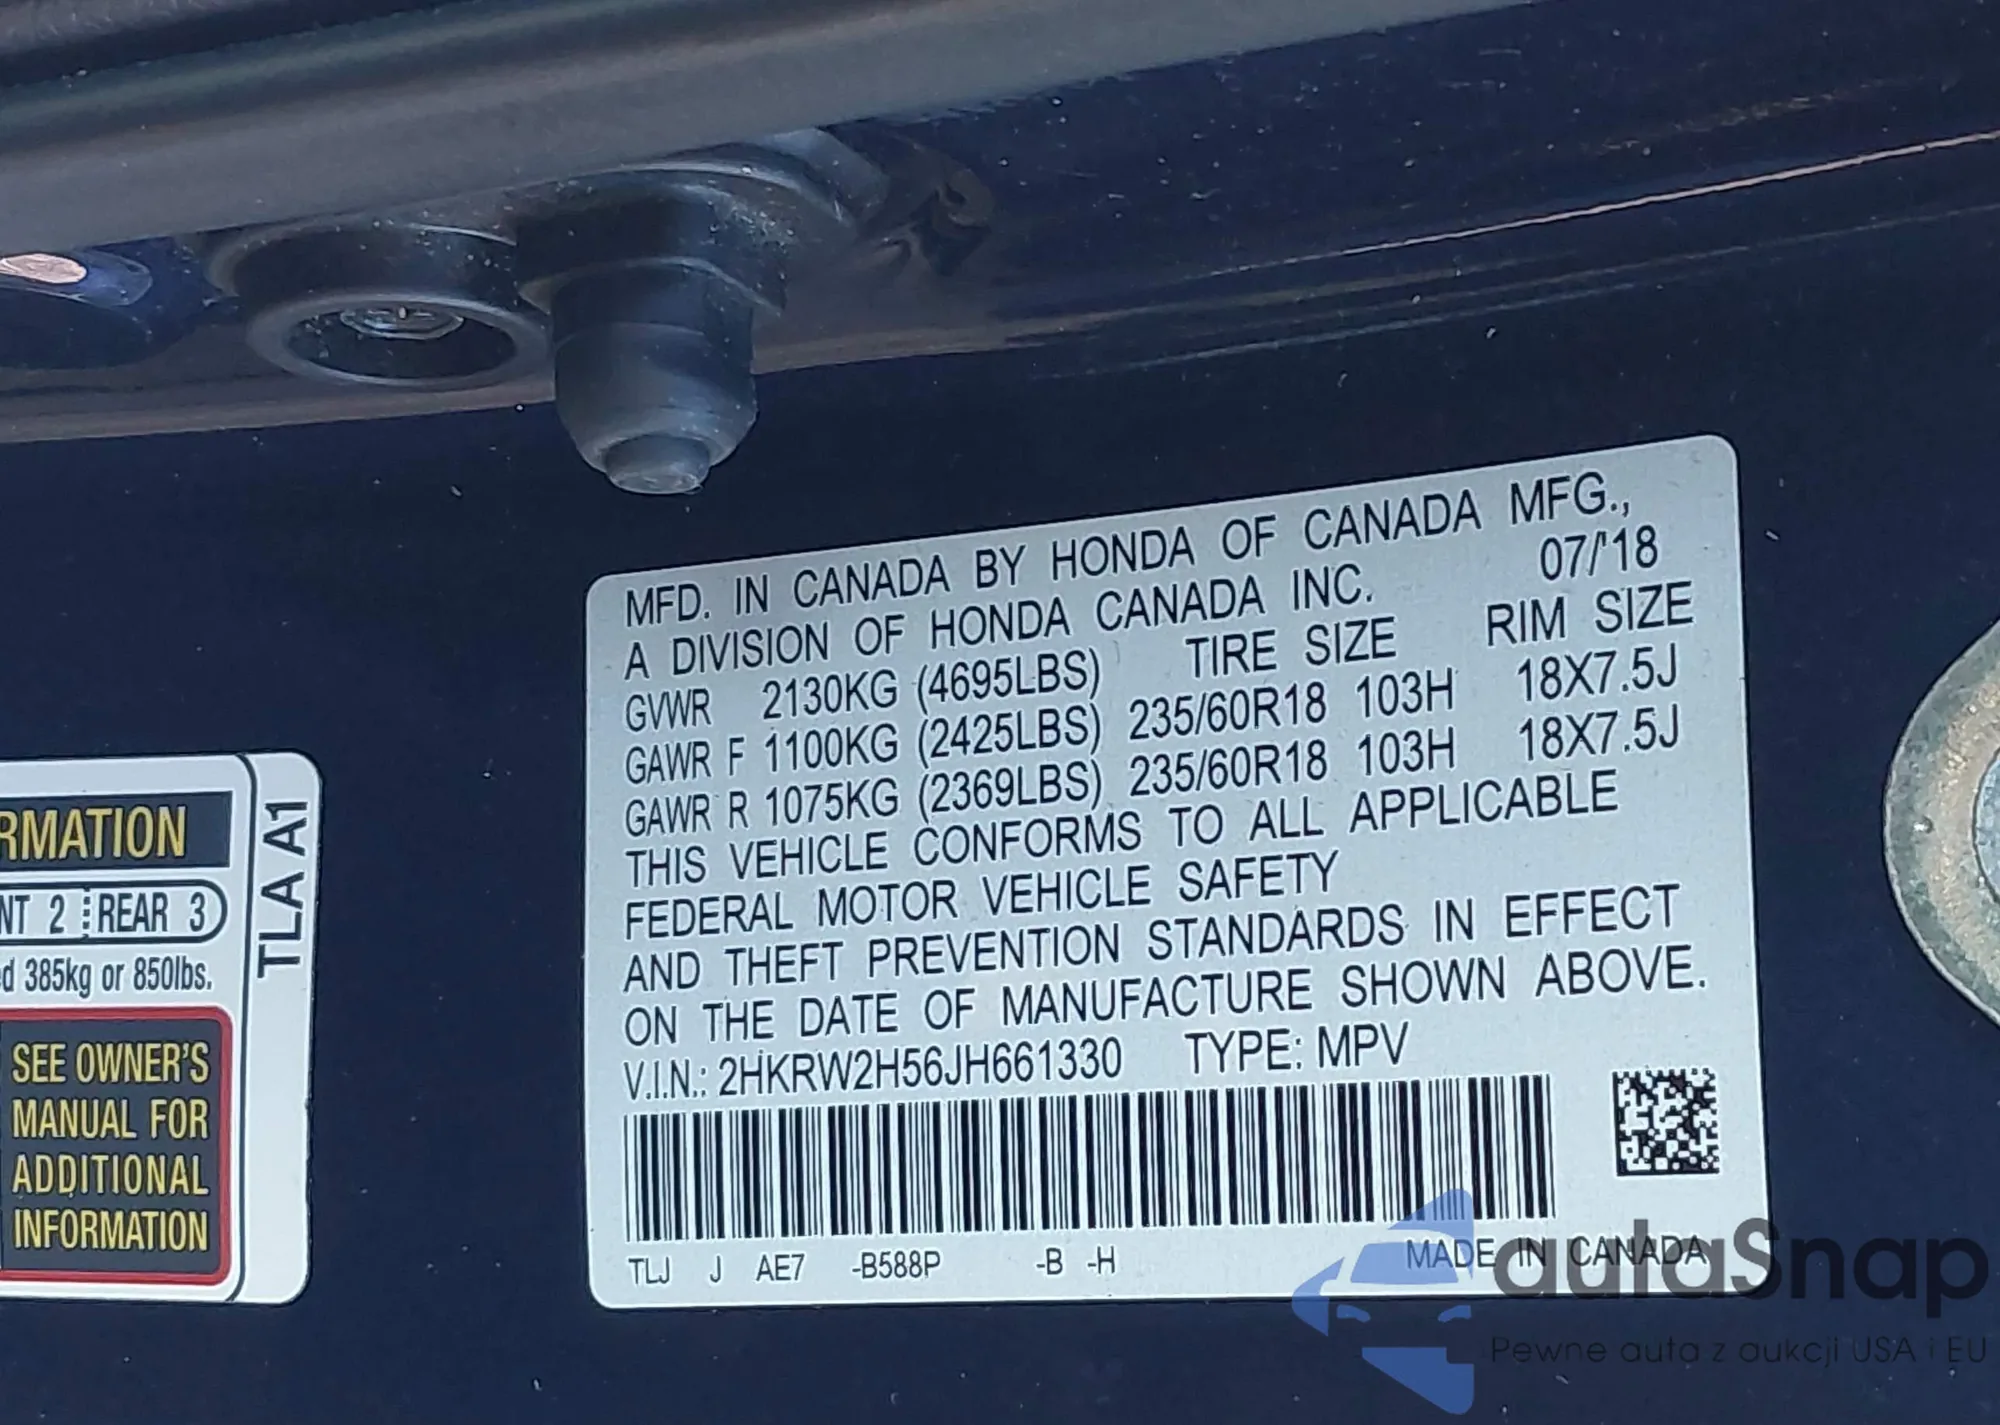 MFD. IN CANADA BY HONDA OF CANADA MFG.,
A DIVISION OF HONDA CANADA INC. 07/'18
GVWR 2130KG (4695LBS) TIRE SIZE RIM SIZE
GAWR F 1100KG (2425LBS) 235/60R18 103H 18X7.5J
GAWR R 1075KG (2369LBS) 235/60R18 103H 18X7.5J
THIS VEHICLE CONFORMS TO ALL APPLICABLE
FEDERAL MOTOR VEHICLE SAFETY
AND THEFT PREVENTION STANDARDS IN EFFECT
ON THE DATE OF MANUFACTURE SHOWN ABOVE.
V.I.N.: 2HKRW2H56JH661330 TYPE: MPV
TLJ J AE7 -B588P -B -H MADE IN CANADA
RMATION
NT 2 REAR 3
d 385kg or 850lbs.
SEE OWNER'S
MANUAL FOR
ADDITIONAL
INFORMATION
TLA A1
autaSnap
Pewne auta z aukcji USA i EU